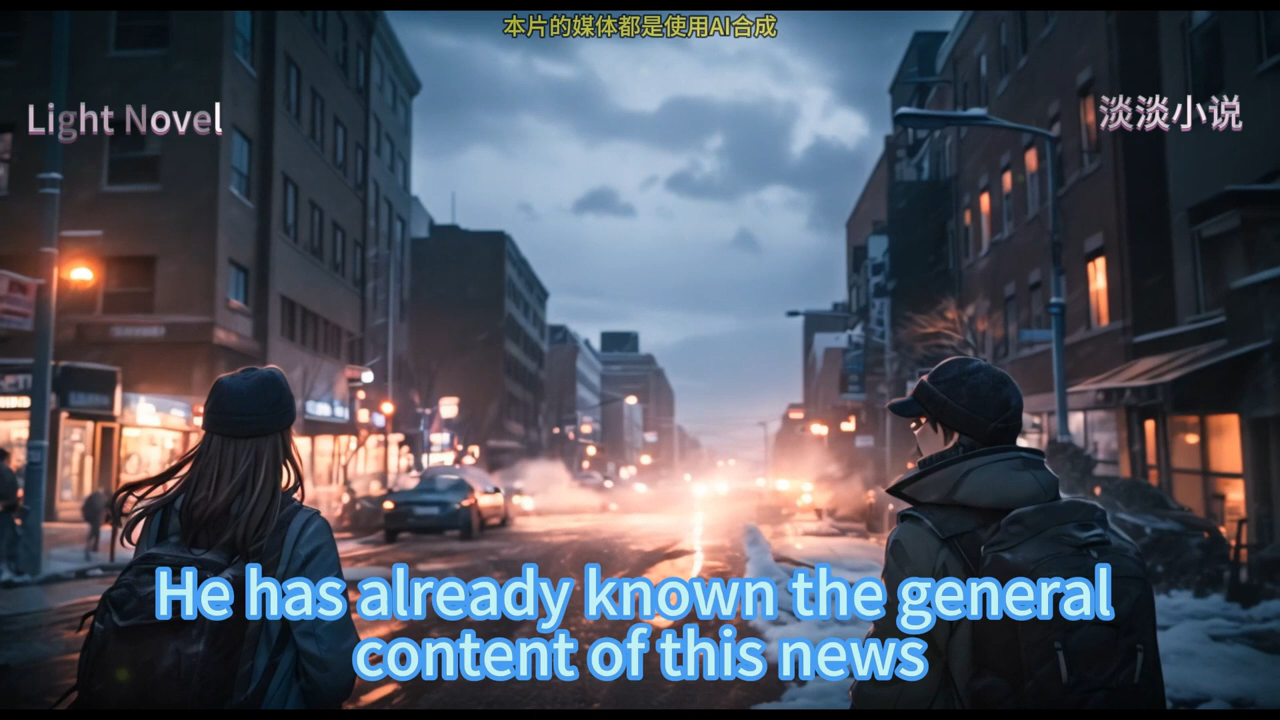 本片的媒体都是使用AI合成
Light Novel
淡淡小说
He has already known the general
content of this news